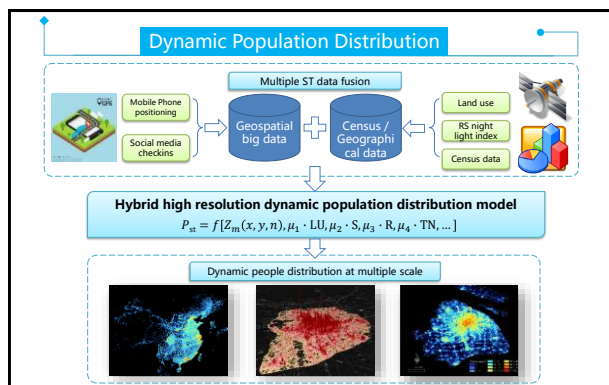 Dynamic Population Distribution
Multiple ST data fusion
Mobile Phone
positioning
Social media
checkins
Geospatial
big data
Census /
Geographi
cal data
Land use
RS night
light index
Census data
Hybrid high resolution dynamic population distribution model
P_st = f[Z_m(x, y, n), μ_1 · LU, μ_2 · S, μ_3 · R, μ_4 · TN, ...]
Dynamic people distribution at multiple scale